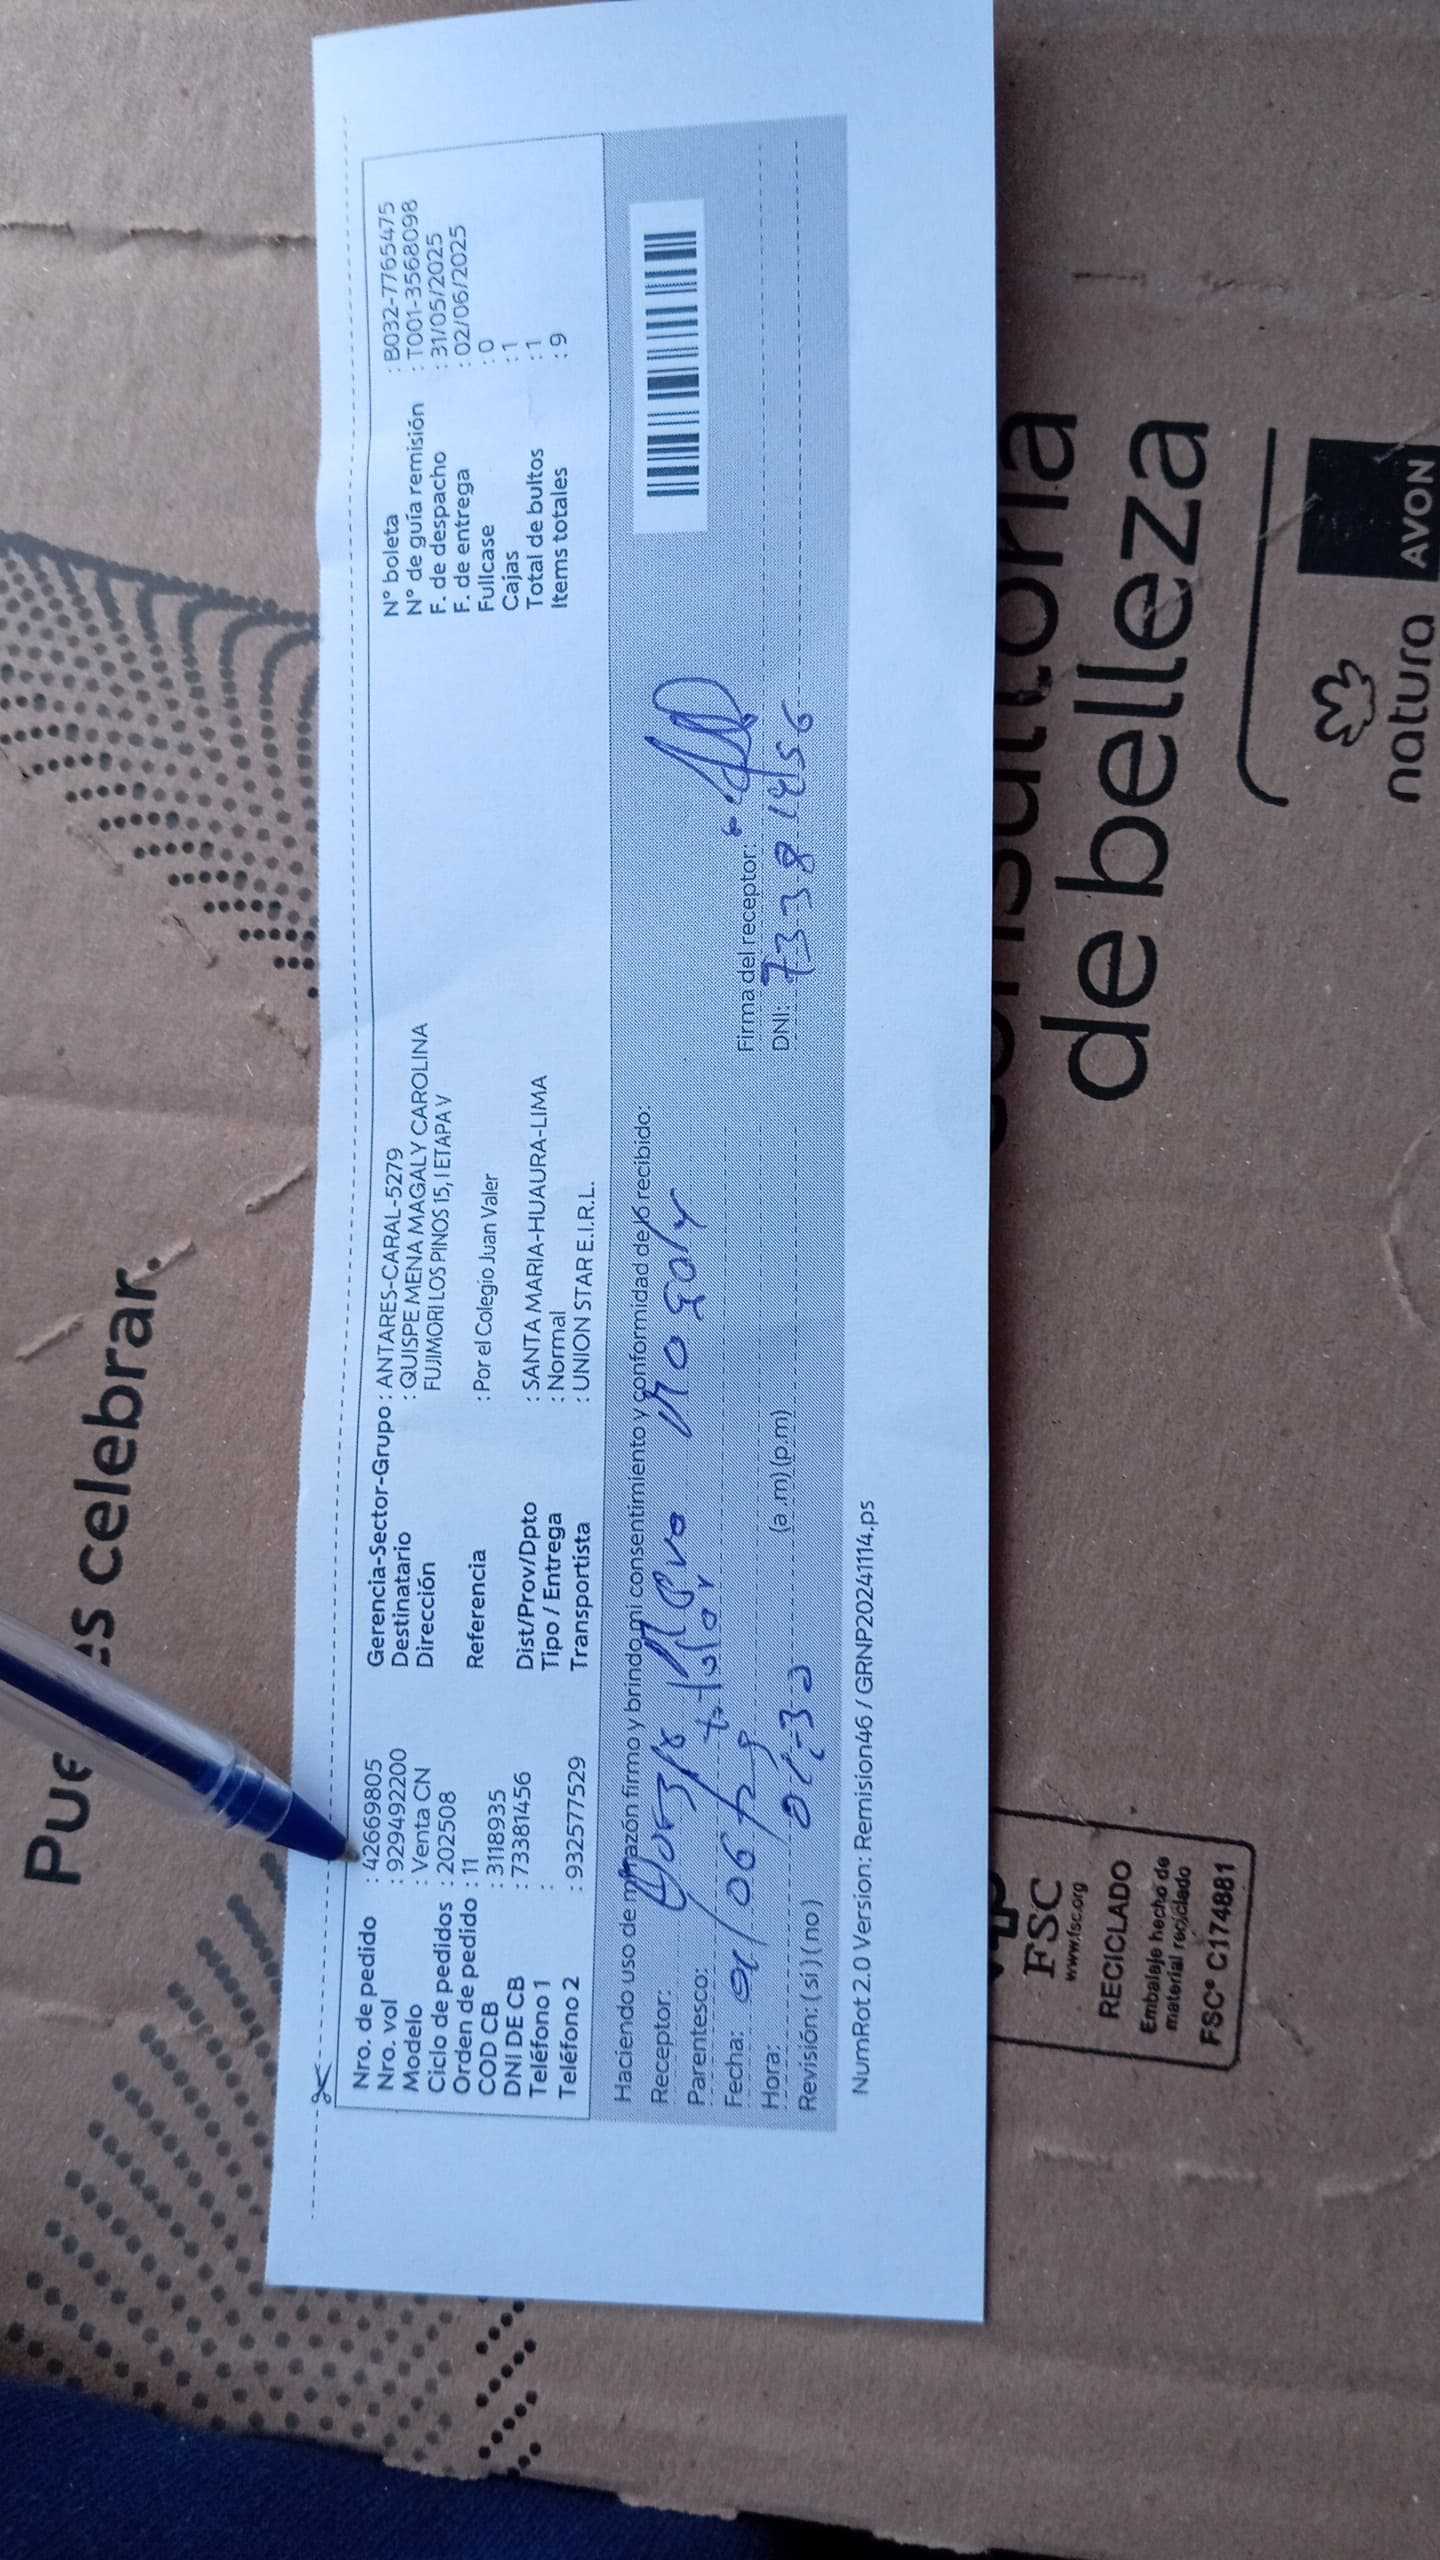 Puedes celebrar.
Nro. de pedido : 42669805
Nro. vol : 929492200
Modelo : Venta CN
Ciclo de pedidos : 202508
Orden de pedido : 11
COD CB : 3118935
DNI DE CB : 73381456
Teléfono 1 :
Teléfono 2 : 932577529
Gerencia-Sector-Grupo : ANTARES-CARAL-5279
Destinatario : QUISPE MENA MAGALY CAROLINA
Dirección FUJIMORI LOS PINOS 15, I ETAPA V
Referencia : Por el Colegio Juan Valer
Dist/Prov/Dpto : SANTA MARIA-HUAURA-LIMA
Tipo / Entrega : Normal
Transportista : UNION STAR E.I.R.L.
N° boleta : B032-7765475
N° de guía remisión : T001-3568098
F. de despacho : 31/05/2025
F. de entrega : 02/06/2025
Fullcase : 0
Cajas : 1
Total de bultos : 1
Items totales : 9
Haciendo uso de mi razón firmo y brindo mi consentimiento y conformidad de lo recibido:
Receptor: Magaly
Parentesco: titular
Fecha:
Hora: (a.m) (p.m)
Revisión: (si) (no)
Firma del receptor:
DNI: 73381456
NumRot 2.0 Version: Remision46 / GRNP20241114.ps
consultoría
de belleza
natura AVON
FSC
www.fsc.org
RECICLADO
Embalaje hecho de
material reciclado
FSC® C174881